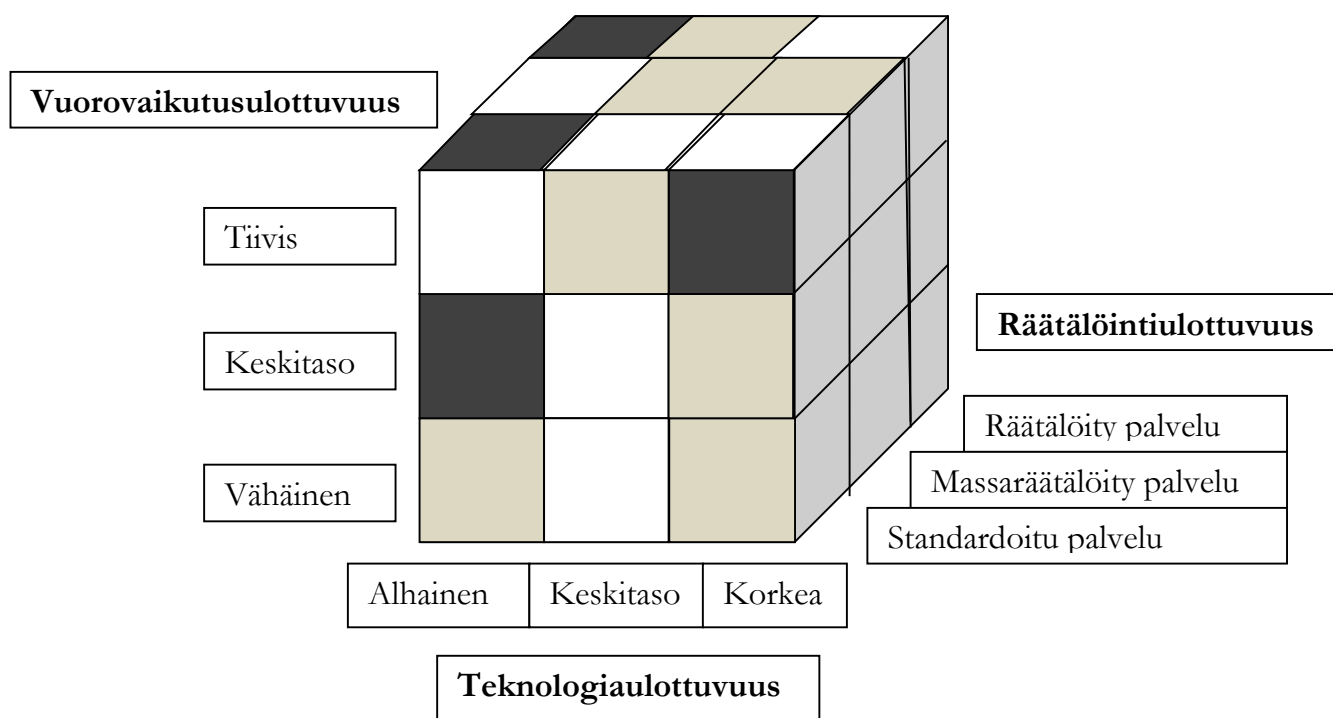 Vuorovaikutusulottuvuus
Tiivis
Keskitaso
Vähäinen
Räätälöintiulottuvuus
Räätälöity palvelu
Massaräätälöity palvelu
Standardoitu palvelu
Alhainen
Keskitaso
Korkea
Teknologiaulottuvuus